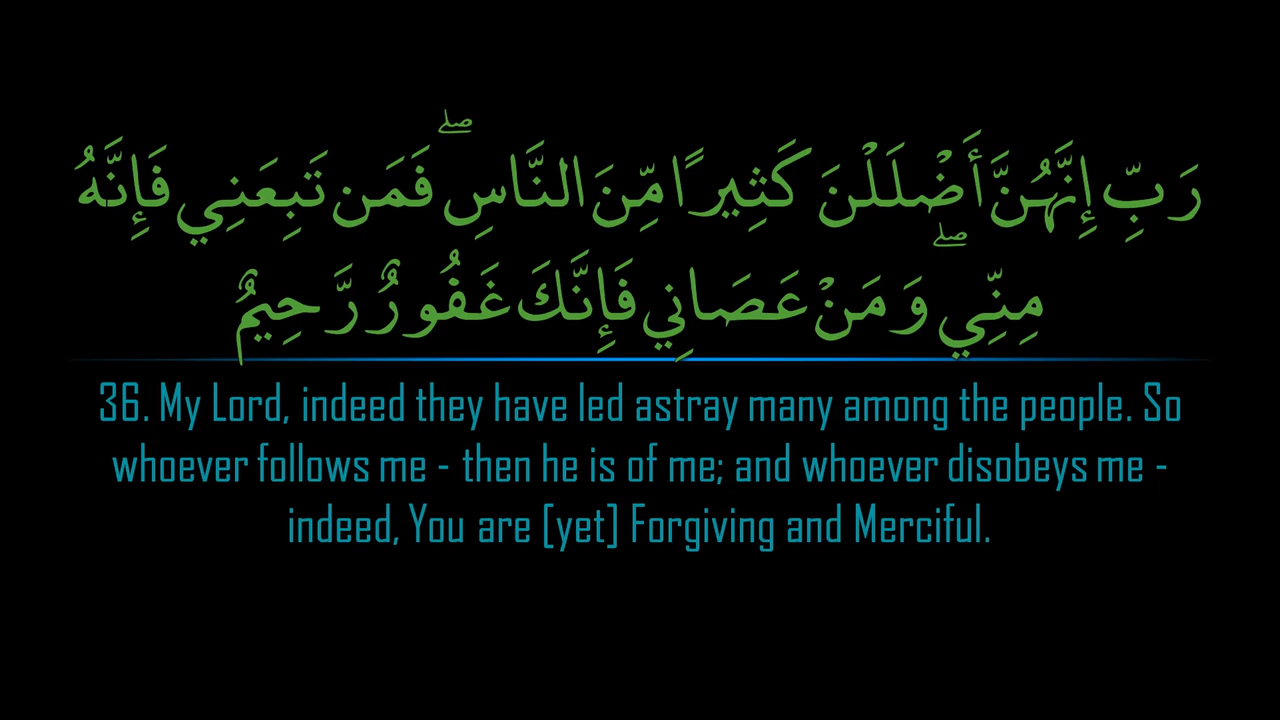 رَبِّ إِنَّهُنَّ أَضْلَلْنَ كَثِيرًا مِّنَ النَّاسِ ۖ فَمَن تَبِعَنِي فَإِنَّهُ
مِنِّي ۖ وَمَنْ عَصَانِي فَإِنَّكَ غَفُورٌ رَّحِيمٌ
36. My Lord, indeed they have led astray many among the people. So
whoever follows me - then he is of me; and whoever disobeys me -
indeed, You are [yet] Forgiving and Merciful.